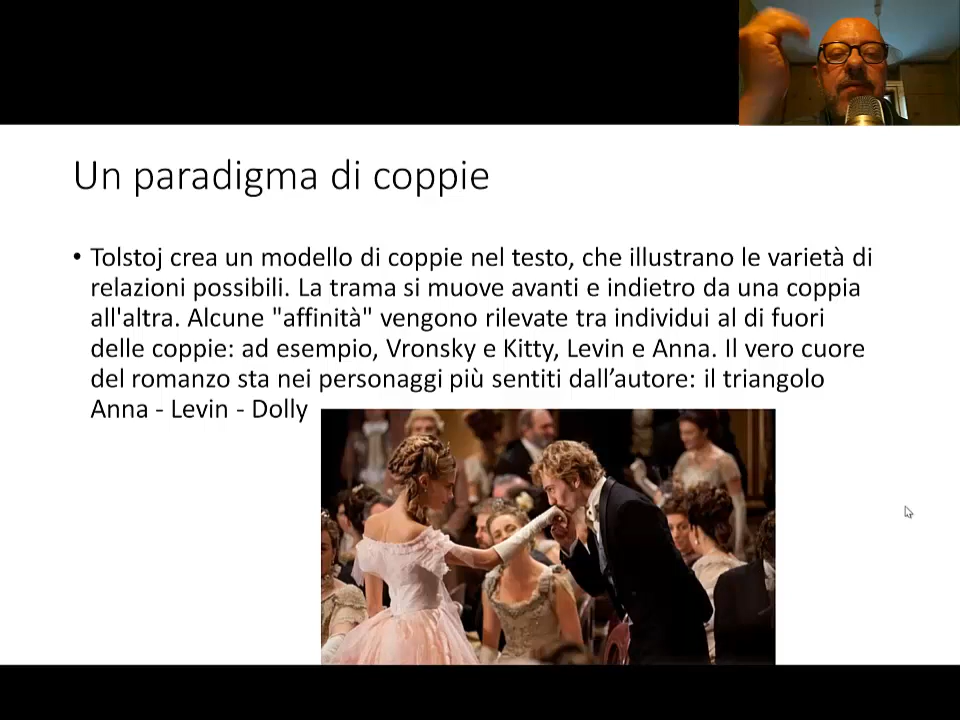 Un paradigma di coppie
• Tolstoj crea un modello di coppie nel testo, che illustrano le varietà di
relazioni possibili. La trama si muove avanti e indietro da una coppia
all'altra. Alcune "affinità" vengono rilevate tra individui al di fuori
delle coppie: ad esempio, Vronsky e Kitty, Levin e Anna. Il vero cuore
del romanzo sta nei personaggi più sentiti dall’autore: il triangolo
Anna - Levin - Dolly